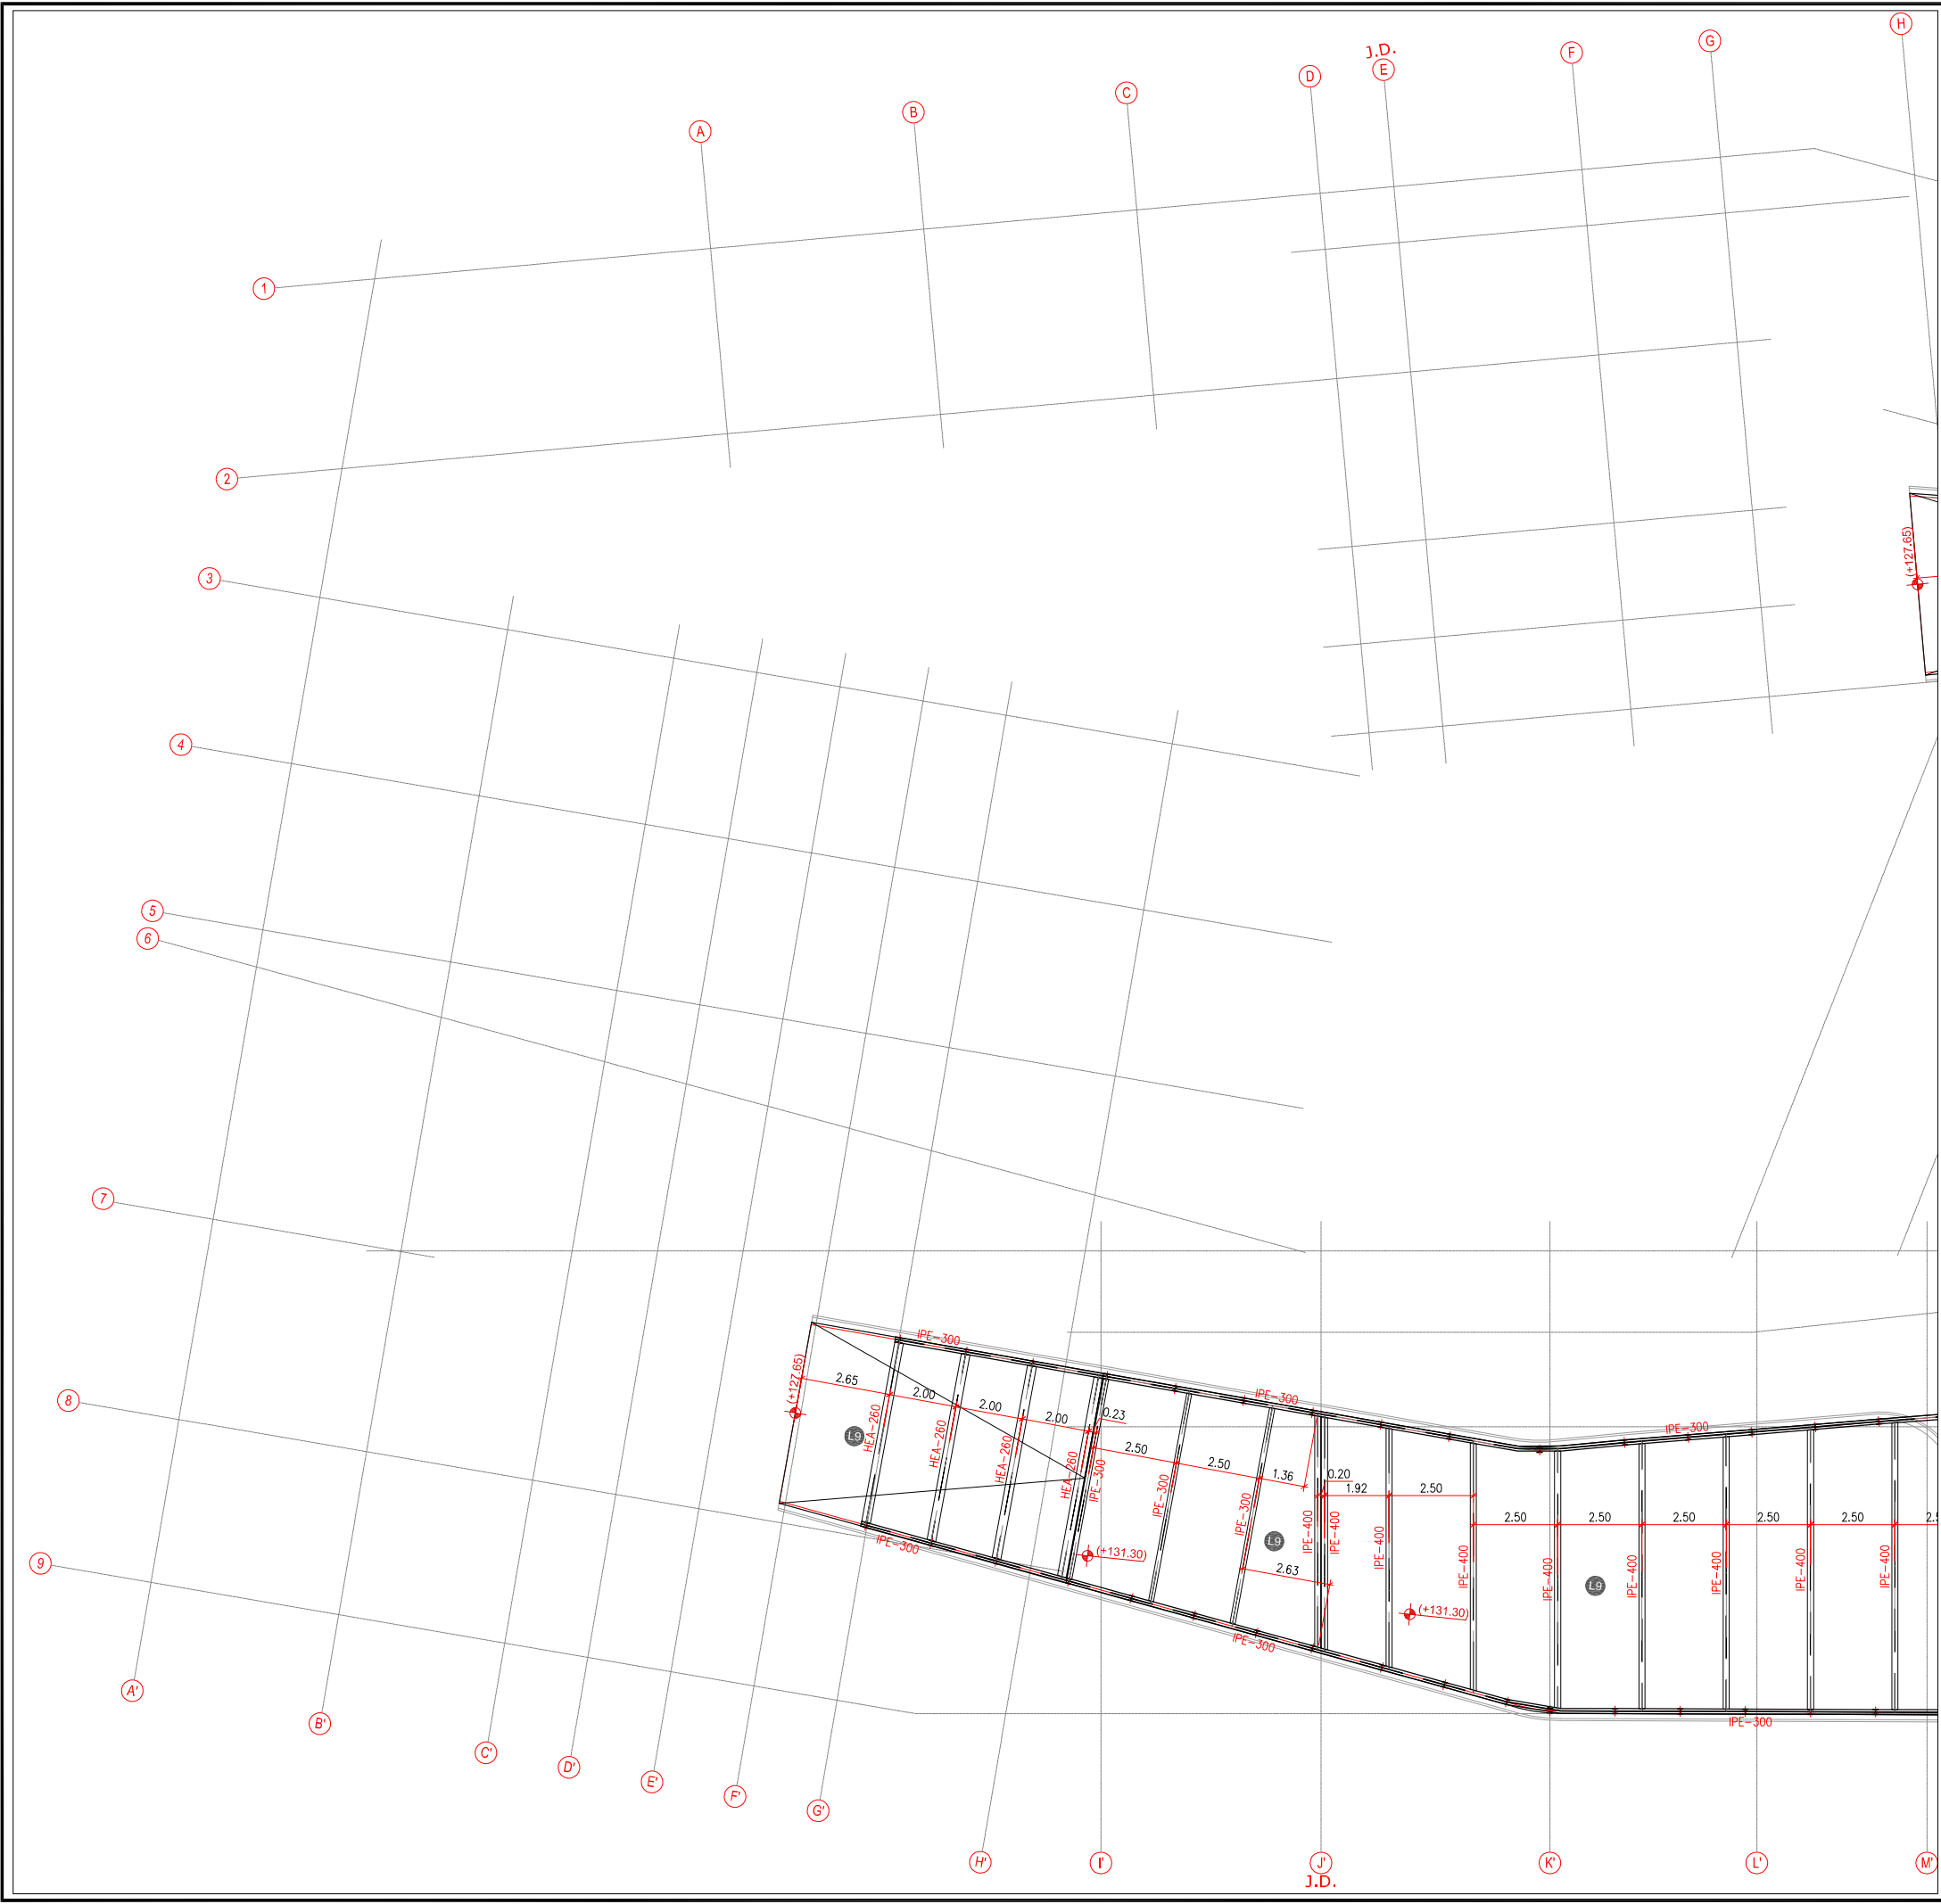 H
G
F
J.D.
E
D
C
B
A
1
2
(+127.65)
3
4
5
6
7
IPE-300
2.65
2.00
2.00
2.00
0.23
(+127.65)
L9
HEA-260
HEA-260
HEA-260
HEA-260
IPE-300
2.50
2.50
1.36
IPE-300
IPE-300
IPE-300
0.20
1.92
2.50
IPE-400
IPE-400
IPE-400
IPE-400
IPE-300
2.50
2.50
2.50
2.50
2.50
IPE-400
IPE-400
IPE-400
IPE-400
IPE-400
8
9
IPE-300
(+131.30)
L9
2.63
(+131.30)
L9
IPE-300
IPE-300
A'
B'
C'
D'
E'
F'
G'
H'
I'
J'
J.D.
K'
L'
M'